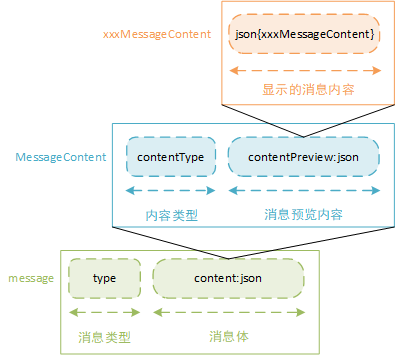 xxxMessageContent
json{xxxMessageContent}
显示的消息内容
MessageContent
contentType
contentPreview:json
内容类型
消息预览内容
message
type
content:json
消息类型
消息体